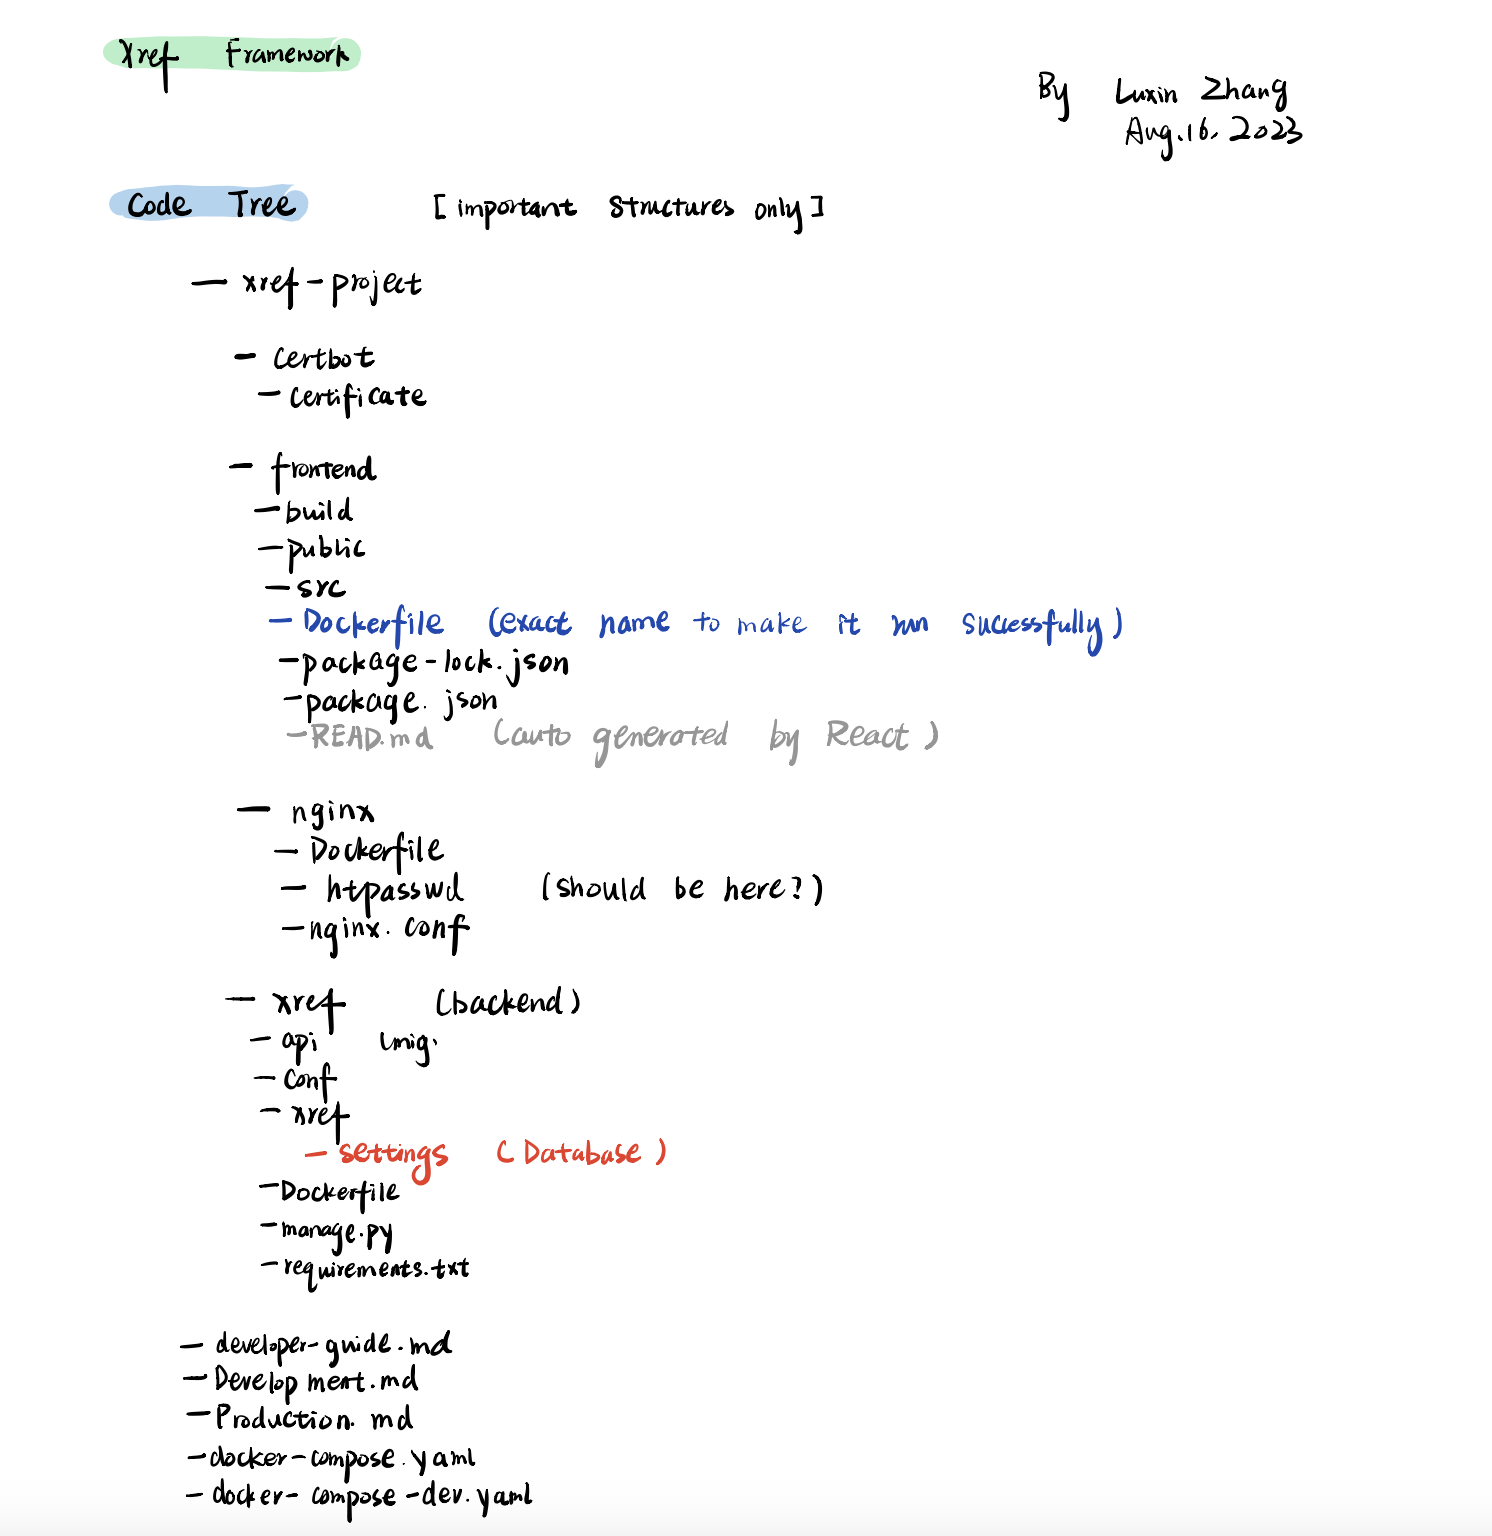 Xref Framework
By Luxin Zhang
Aug.16.2023
Code Tree [important Structures only]
— xref-project
— Certbot
— Certificate
— frontend
— build
— public
— src
— Dockerfile (exact name to make it run successfully)
— package-lock.json
— package.json
— READ.md (auto generated by React)
— nginx
— Dockerfile
— htpasswd (should be here?)
— nginx.conf
— xref (backend)
— api (mig.
— Conf
— xref
— settings (Database)
— Dockerfile
— manage.py
— requirements.txt
— developer-guide.md
— Development.md
— Production.md
— docker-compose.yaml
— docker-compose-dev.yaml